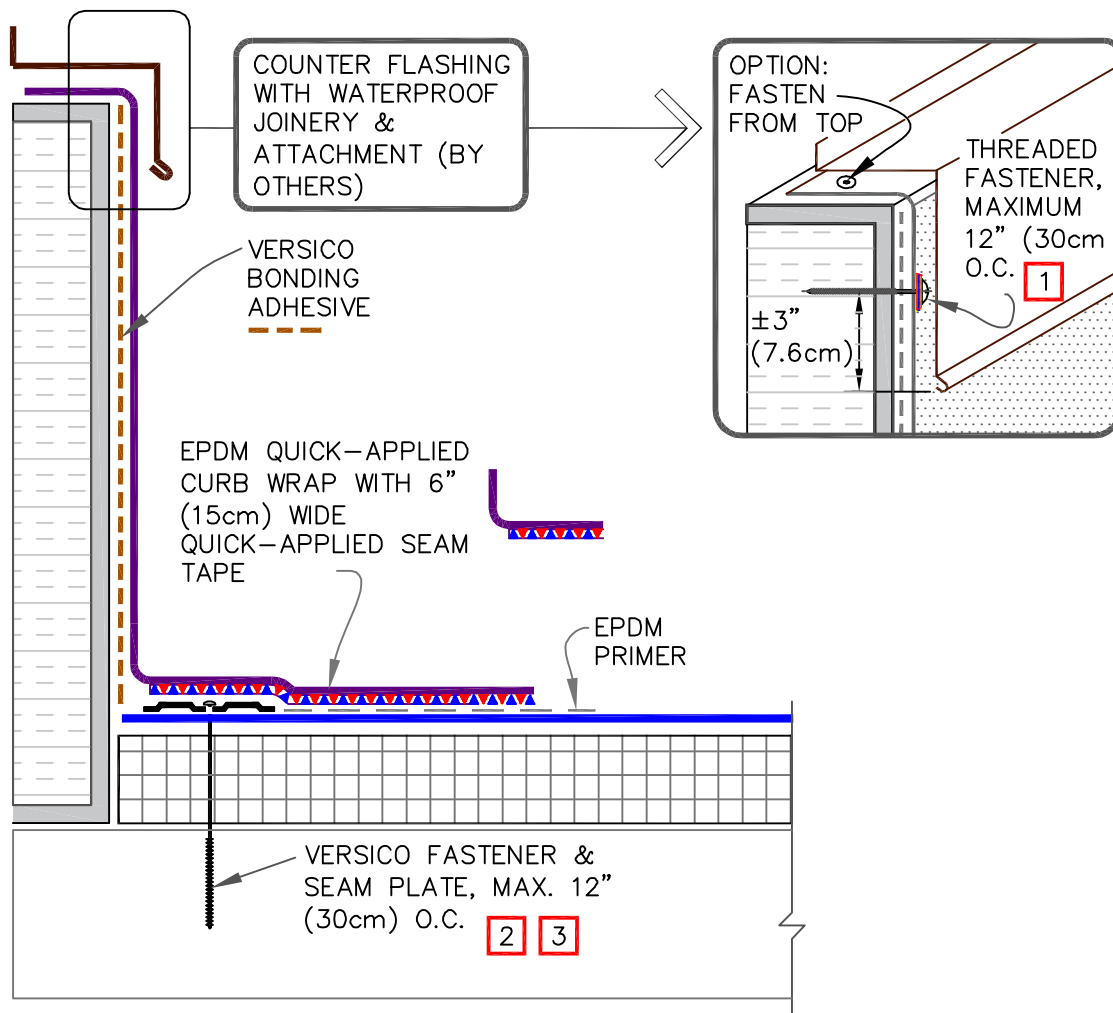 COUNTER FLASHING
WITH WATERPROOF
JOINERY &
ATTACHMENT (BY
OTHERS)
OPTION:
FASTEN
FROM TOP
THREADED
FASTENER,
MAXIMUM
12" (30cm
O.C. 1
±3"
(7.6cm)
VERSICO
BONDING
ADHESIVE
EPDM QUICK-APPLIED
CURB WRAP WITH 6"
(15cm) WIDE
QUICK-APPLIED SEAM
TAPE
EPDM
PRIMER
VERSICO FASTENER &
SEAM PLATE, MAX. 12"
(30cm) O.C. 2 3